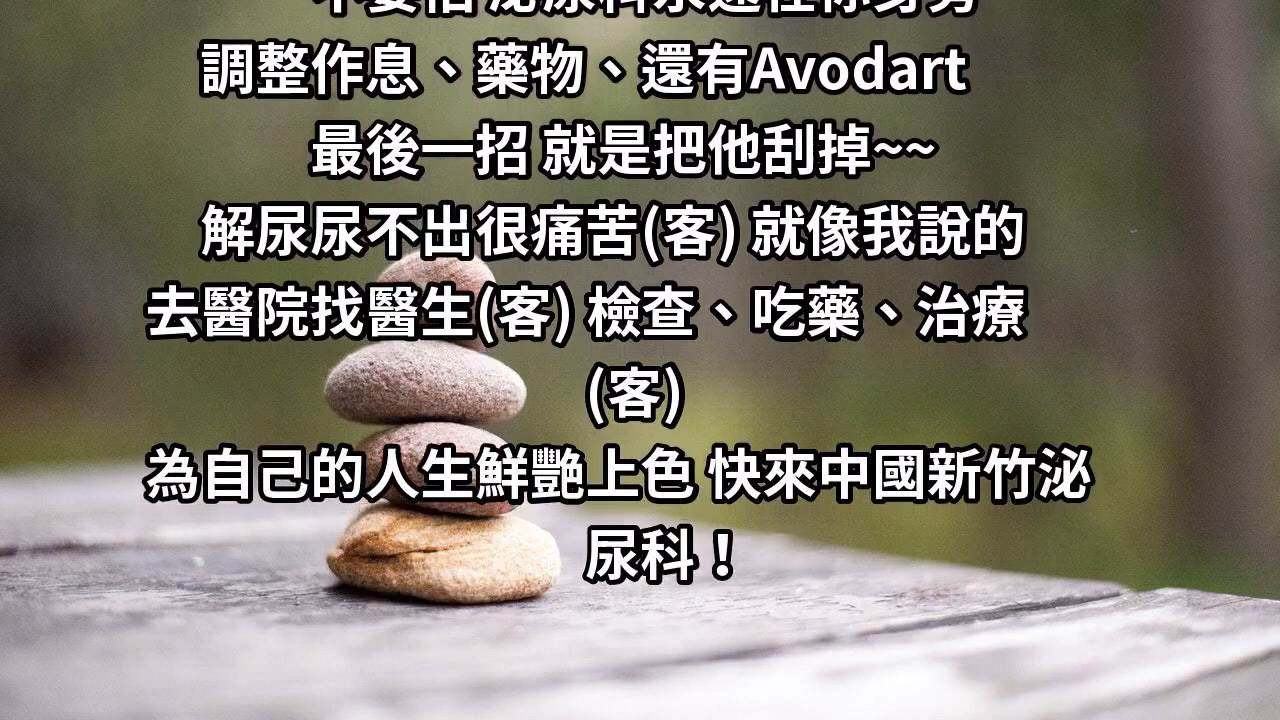 調整作息、藥物、還有Avodart
最後一招 就是把他刮掉~~
解尿尿不出很痛苦(客) 就像我說的
去醫院找醫生(客) 檢查、吃藥、治療
(客)
為自己的人生鮮艷上色 快來中國新竹泌
尿科！